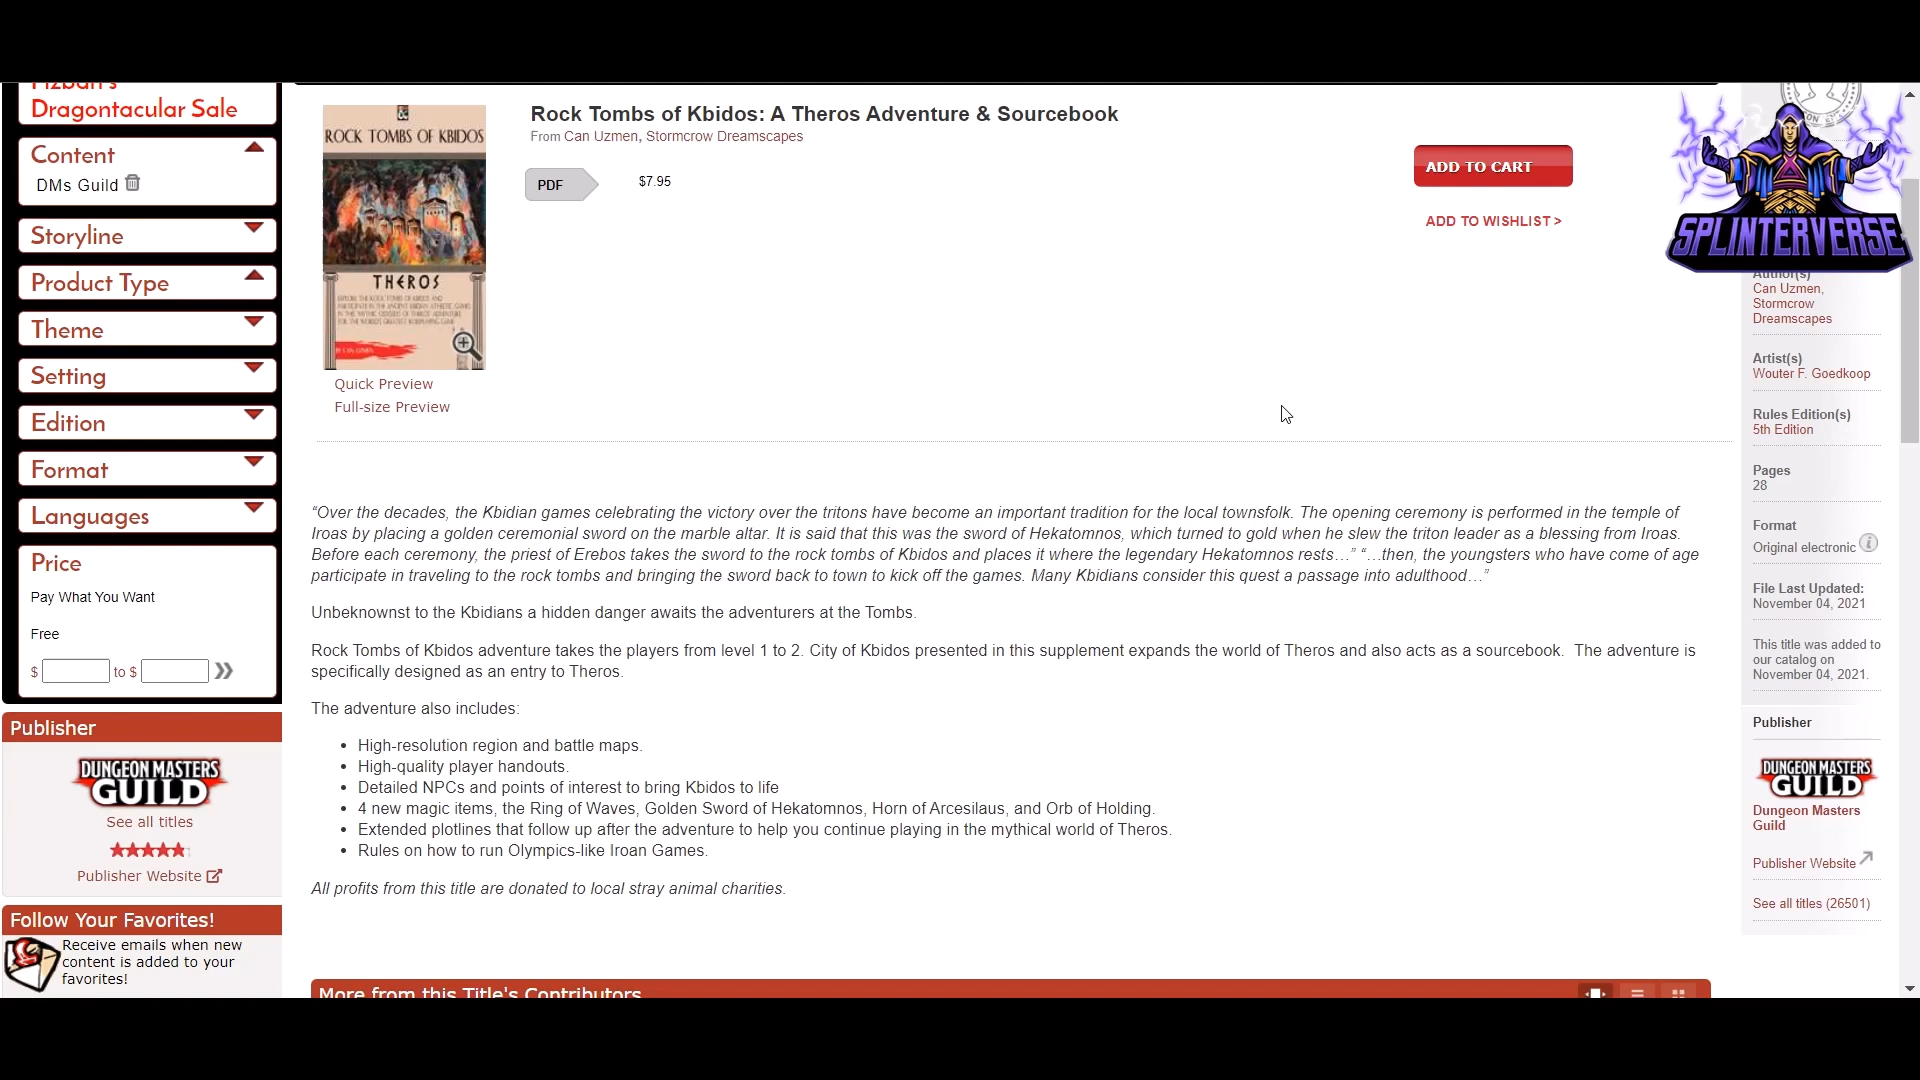 Dragontacular Sale
Content
DMs Guild
Storyline
Product Type
Theme
Setting
Edition
Format
Languages
Price
Pay What You Want
Free
$ to $
Publisher
DUNGEON MASTERS
GUILD
See all titles
Publisher Website
Follow Your Favorites!
Receive emails when new
content is added to your
favorites!
&
ROCK TOMBS OF KBIDOS
THEROS
Quick Preview
Full-size Preview
Rock Tombs of Kbidos: A Theros Adventure & Sourcebook
From Can Uzmen, Stormcrow Dreamscapes
PDF
$7.95
ADD TO CART
ADD TO WISHLIST >
“Over the decades, the Kbidian games celebrating the victory over the tritons have become an important tradition for the local townsfolk. The opening ceremony is performed in the temple of
Iroas by placing a golden ceremonial sword on the marble altar. It is said that this was the sword of Hekatomnos, which turned to gold when he slew the triton leader as a blessing from Iroas.
Before each ceremony, the priest of Erebos takes the sword to the rock tombs of Kbidos and places it where the legendary Hekatomnos rests…” “…then, the youngsters who have come of age
participate in traveling to the rock tombs and bringing the sword back to town to kick off the games. Many Kbidians consider this quest a passage into adulthood…”
Unbeknownst to the Kbidians a hidden danger awaits the adventurers at the Tombs.
Rock Tombs of Kbidos adventure takes the players from level 1 to 2. City of Kbidos presented in this supplement expands the world of Theros and also acts as a sourcebook. The adventure is
specifically designed as an entry to Theros.
The adventure also includes:
• High-resolution region and battle maps.
• High-quality player handouts.
• Detailed NPCs and points of interest to bring Kbidos to life
• 4 new magic items, the Ring of Waves, Golden Sword of Hekatomnos, Horn of Arcesilaus, and Orb of Holding.
• Extended plotlines that follow up after the adventure to help you continue playing in the mythical world of Theros.
• Rules on how to run Olympics-like Iroan Games.
All profits from this title are donated to local stray animal charities.
More from this Title's Contributors
SPLINTERVERSE
Author(s)
Can Uzmen,
Stormcrow
Dreamscapes
Artist(s)
Wouter F. Goedkoop
Rules Edition(s)
5th Edition
Pages
28
Format
Original electronic
File Last Updated:
November 04, 2021
This title was added to
our catalog on
November 04, 2021.
Publisher
DUNGEON MASTERS
GUILD
Dungeon Masters
Guild
Publisher Website
See all titles (26501)